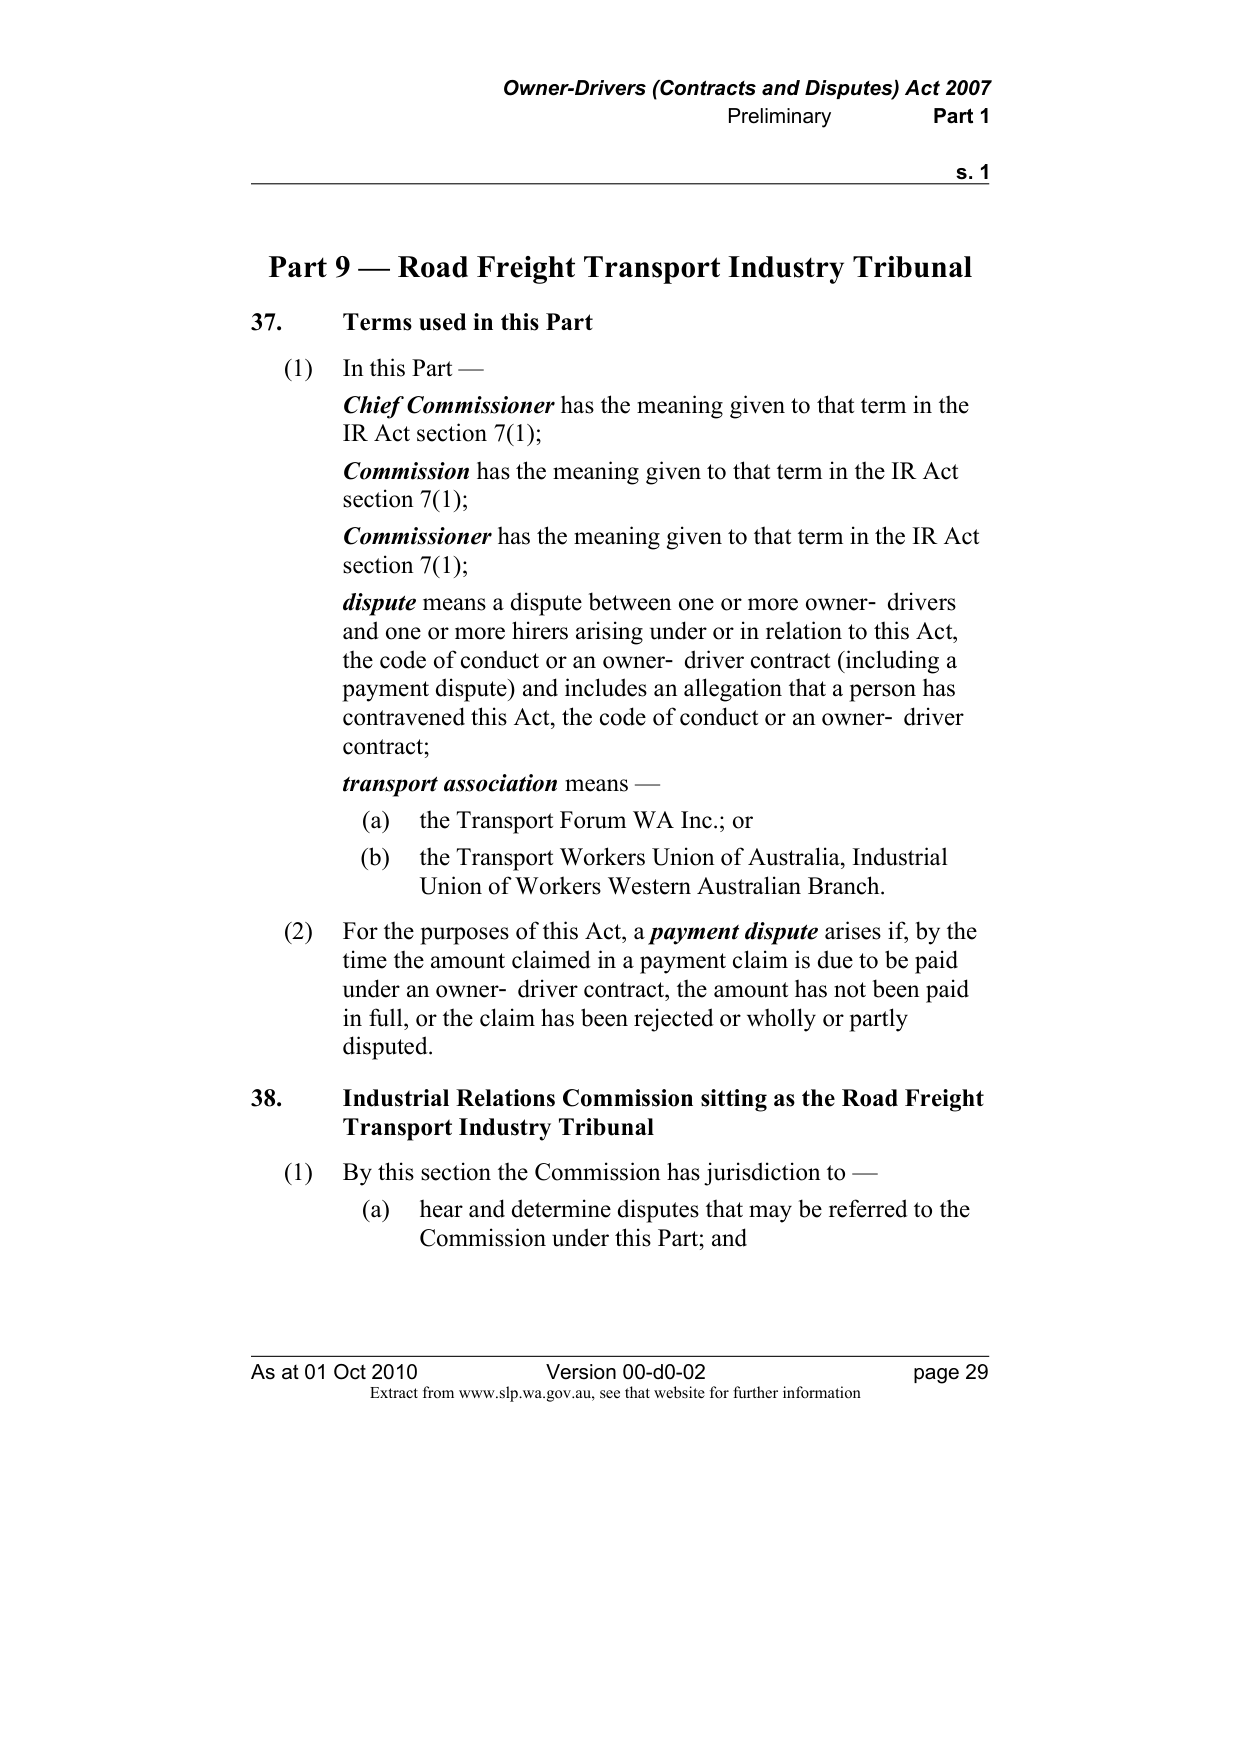 Owner-Drivers (Contracts and Disputes) Act 2007
Preliminary Part 1
s. 1
Part 9 — Road Freight Transport Industry Tribunal
37. Terms used in this Part
(1) In this Part —
Chief Commissioner has the meaning given to that term in the
IR Act section 7(1);
Commission has the meaning given to that term in the IR Act
section 7(1);
Commissioner has the meaning given to that term in the IR Act
section 7(1);
dispute means a dispute between one or more owner- drivers
and one or more hirers arising under or in relation to this Act,
the code of conduct or an owner- driver contract (including a
payment dispute) and includes an allegation that a person has
contravened this Act, the code of conduct or an owner- driver
contract;
transport association means —
(a) the Transport Forum WA Inc.; or
(b) the Transport Workers Union of Australia, Industrial
Union of Workers Western Australian Branch.
(2) For the purposes of this Act, a payment dispute arises if, by the
time the amount claimed in a payment claim is due to be paid
under an owner- driver contract, the amount has not been paid
in full, or the claim has been rejected or wholly or partly
disputed.
38. Industrial Relations Commission sitting as the Road Freight
Transport Industry Tribunal
(1) By this section the Commission has jurisdiction to —
(a) hear and determine disputes that may be referred to the
Commission under this Part; and
As at 01 Oct 2010 Version 00-d0-02 page 29
Extract from www.slp.wa.gov.au, see that website for further information